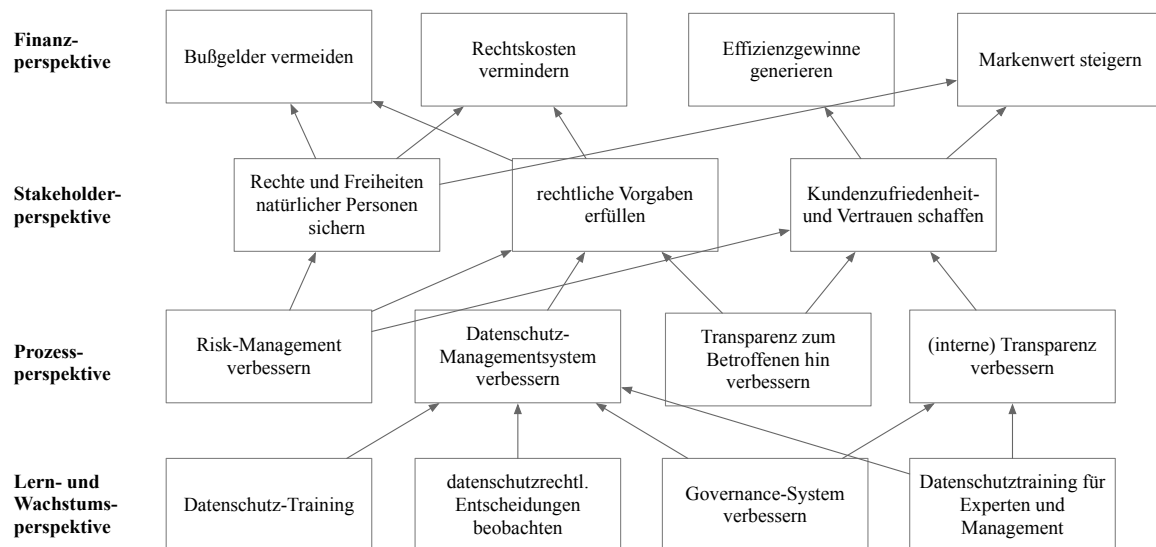 Finanz-
perspektive
Bußgelder vermeiden
Rechtskosten
vermindern
Effizienzgewinne
generieren
Markenwert steigern
Stakeholder-
perspektive
Rechte und Freiheiten
natürlicher Personen
sichern
rechtliche Vorgaben
erfüllen
Kundenzufriedenheit-
und Vertrauen schaffen
Prozess-
perspektive
Risk-Management
verbessern
Datenschutz-
Managementsystem
verbessern
Transparenz zum
Betroffenen hin
verbessern
(interne) Transparenz
verbessern
Lern- und
Wachstums-
perspektive
Datenschutz-Training
datenschutzrechtl.
Entscheidungen
beobachten
Governance-System
verbessern
Datenschutztraining für
Experten und
Management